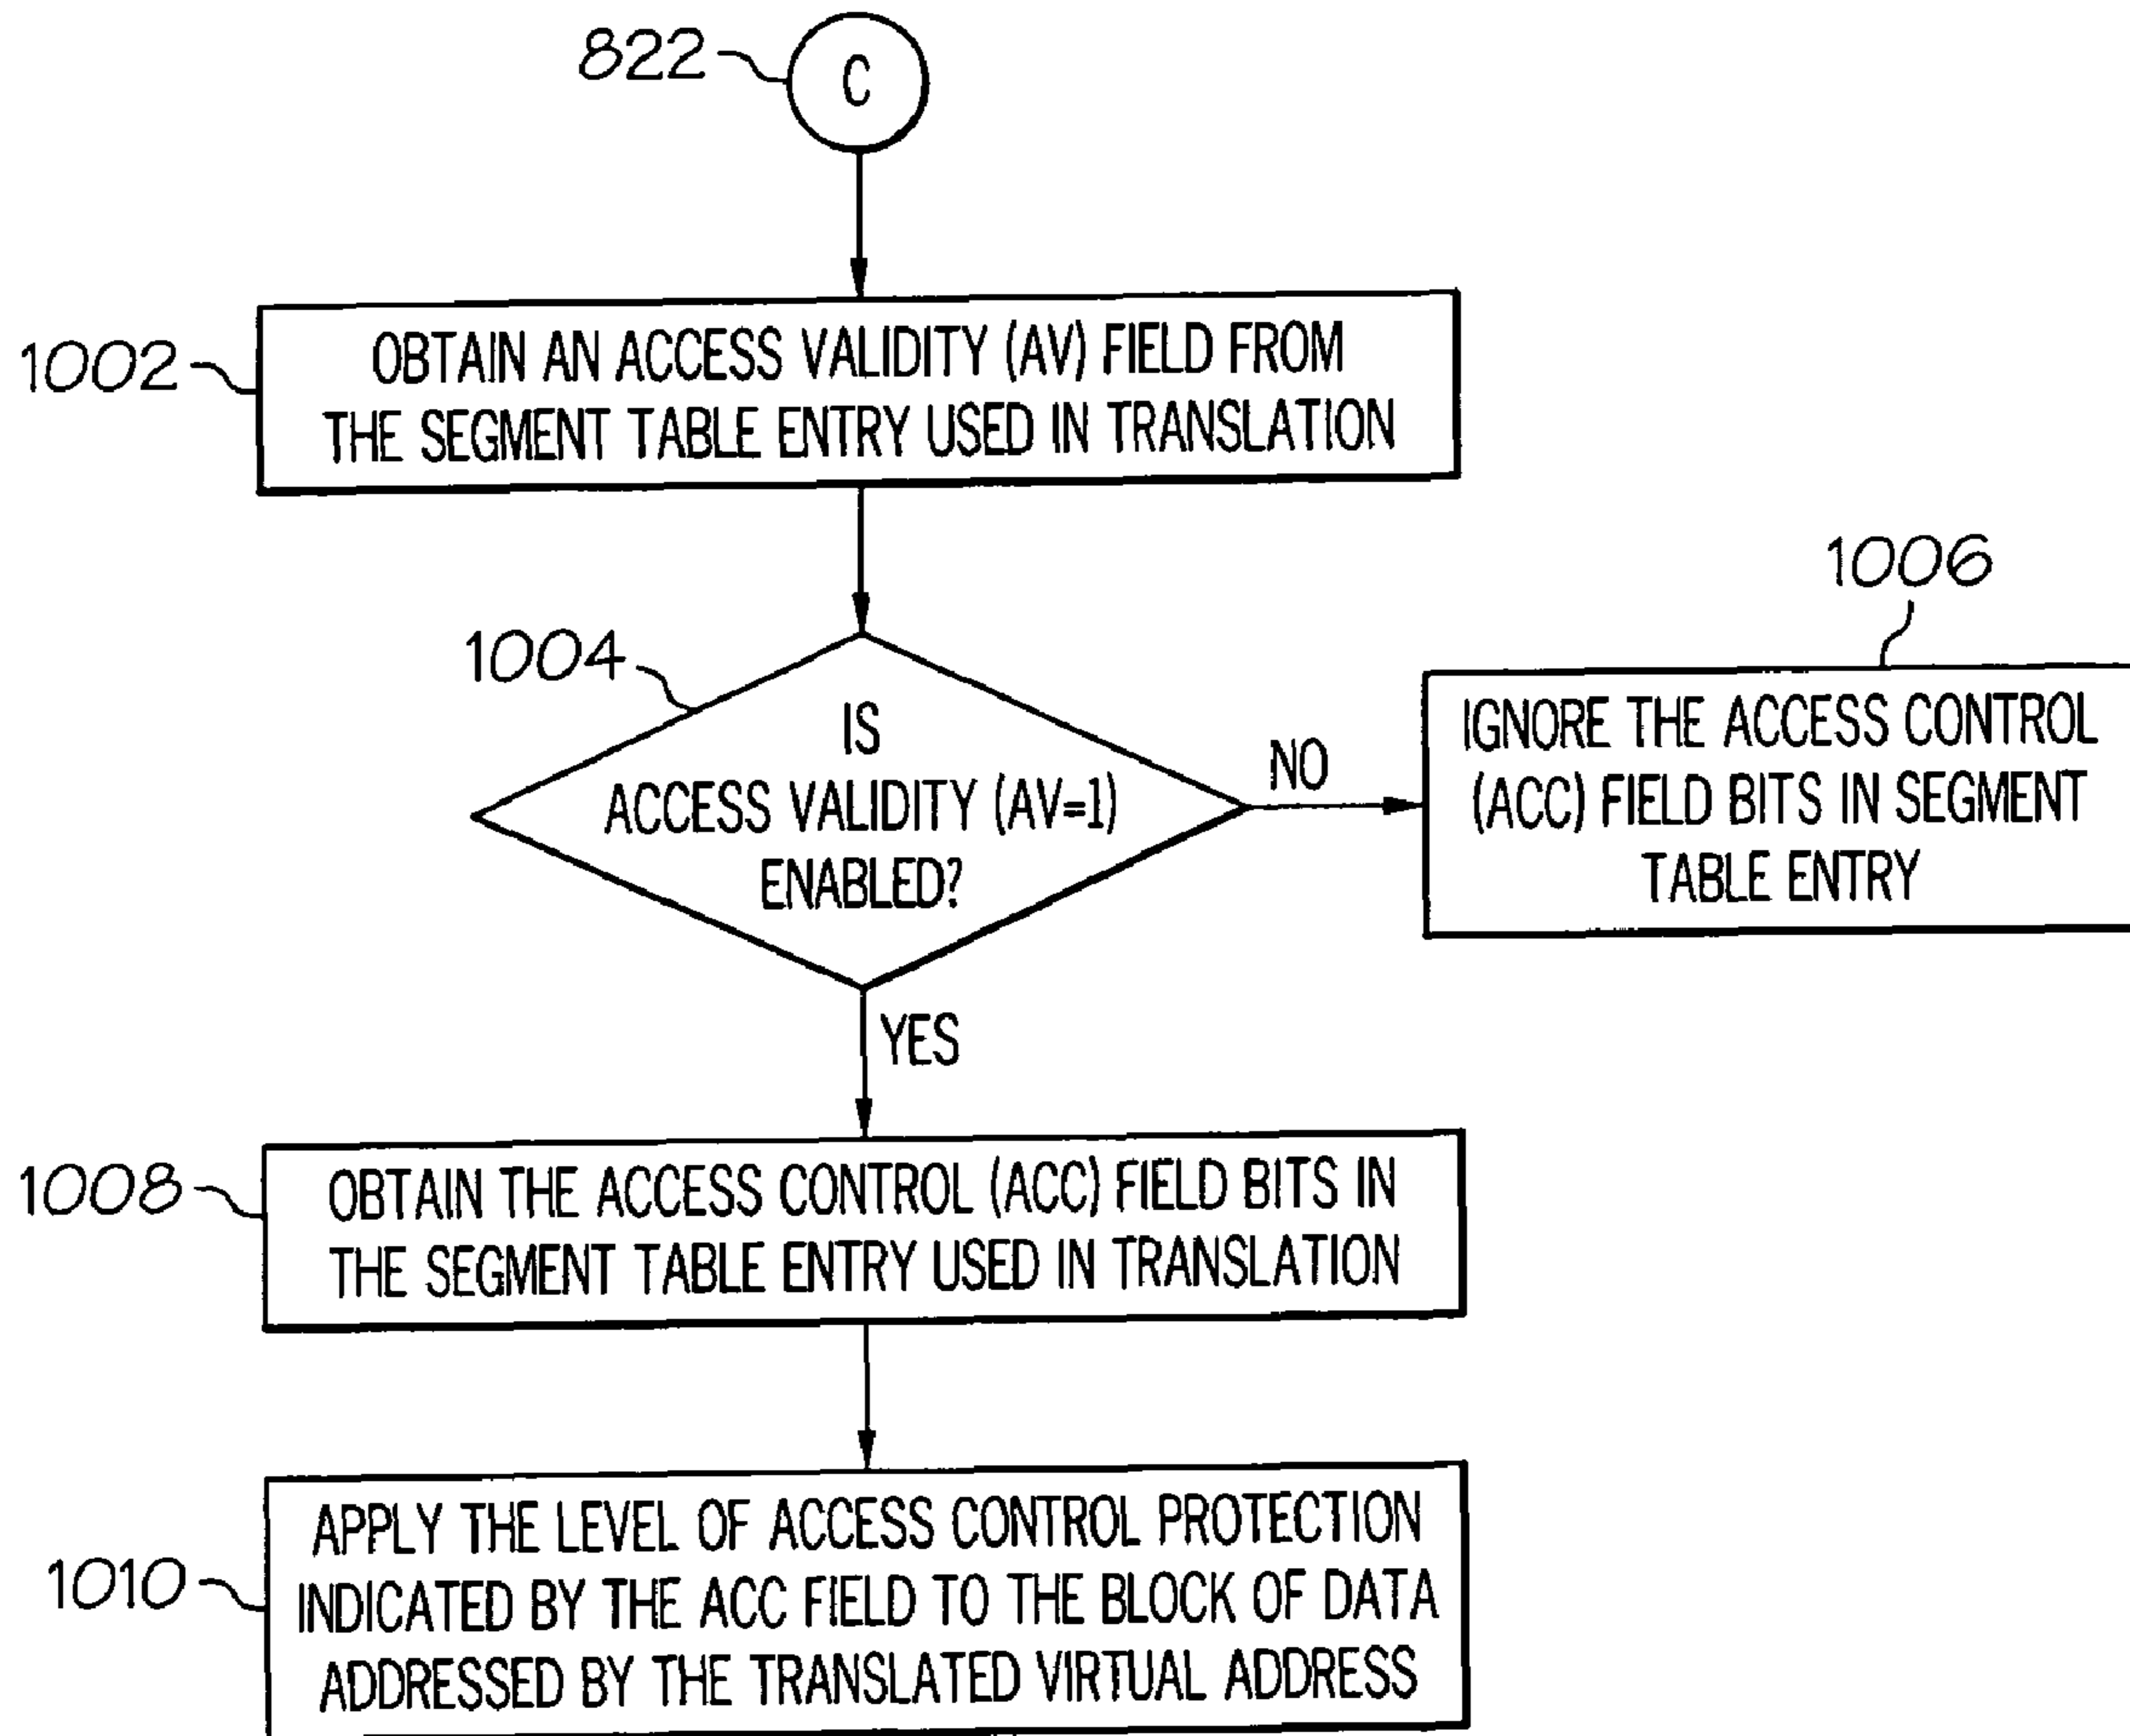 822
C
1002
OBTAIN AN ACCESS VALIDITY (AV) FIELD FROM
THE SEGMENT TABLE ENTRY USED IN TRANSLATION
1004
IS
ACCESS VALIDITY (AV=1)
ENABLED?
NO
1006
IGNORE THE ACCESS CONTROL
(ACC) FIELD BITS IN SEGMENT
TABLE ENTRY
YES
1008
OBTAIN THE ACCESS CONTROL (ACC) FIELD BITS IN
THE SEGMENT TABLE ENTRY USED IN TRANSLATION
1010
APPLY THE LEVEL OF ACCESS CONTROL PROTECTION
INDICATED BY THE ACC FIELD TO THE BLOCK OF DATA
ADDRESSED BY THE TRANSLATED VIRTUAL ADDRESS